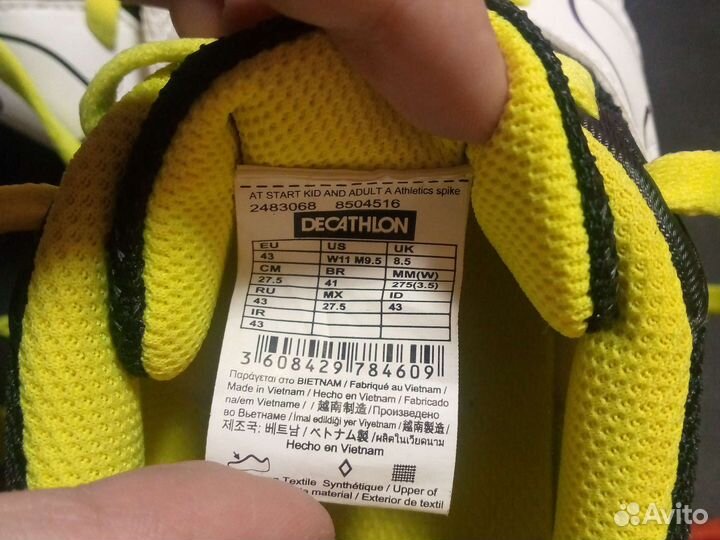 AT START KID AND ADULT A Athletics spike
2483068 8504516
DECATHLON
EU US UK
43 W11 M9.5 8.5
CM BR MM(W)
27.5 41 275(3.5)
RU MX ID
43 27.5 43
IR
43
3 608429 784609
Παράγεται στο ΒΙΕΤΝΑΜ / Fabriqué au Vietnam /
Made in Vietnam / Hecho en Vietnam / Fabricado
na/em Vietname / 越南制造 / Произведено
во Вьетнаме / İmal edildiği yer Vıyetnam / 越南製造 /
제조국: 베트남 / ベトナム製 / ผลิตในเวียดนาม
Hecho en Vietnam
Textile Synthétique / Upper of
material / Exterior de textil
Avito